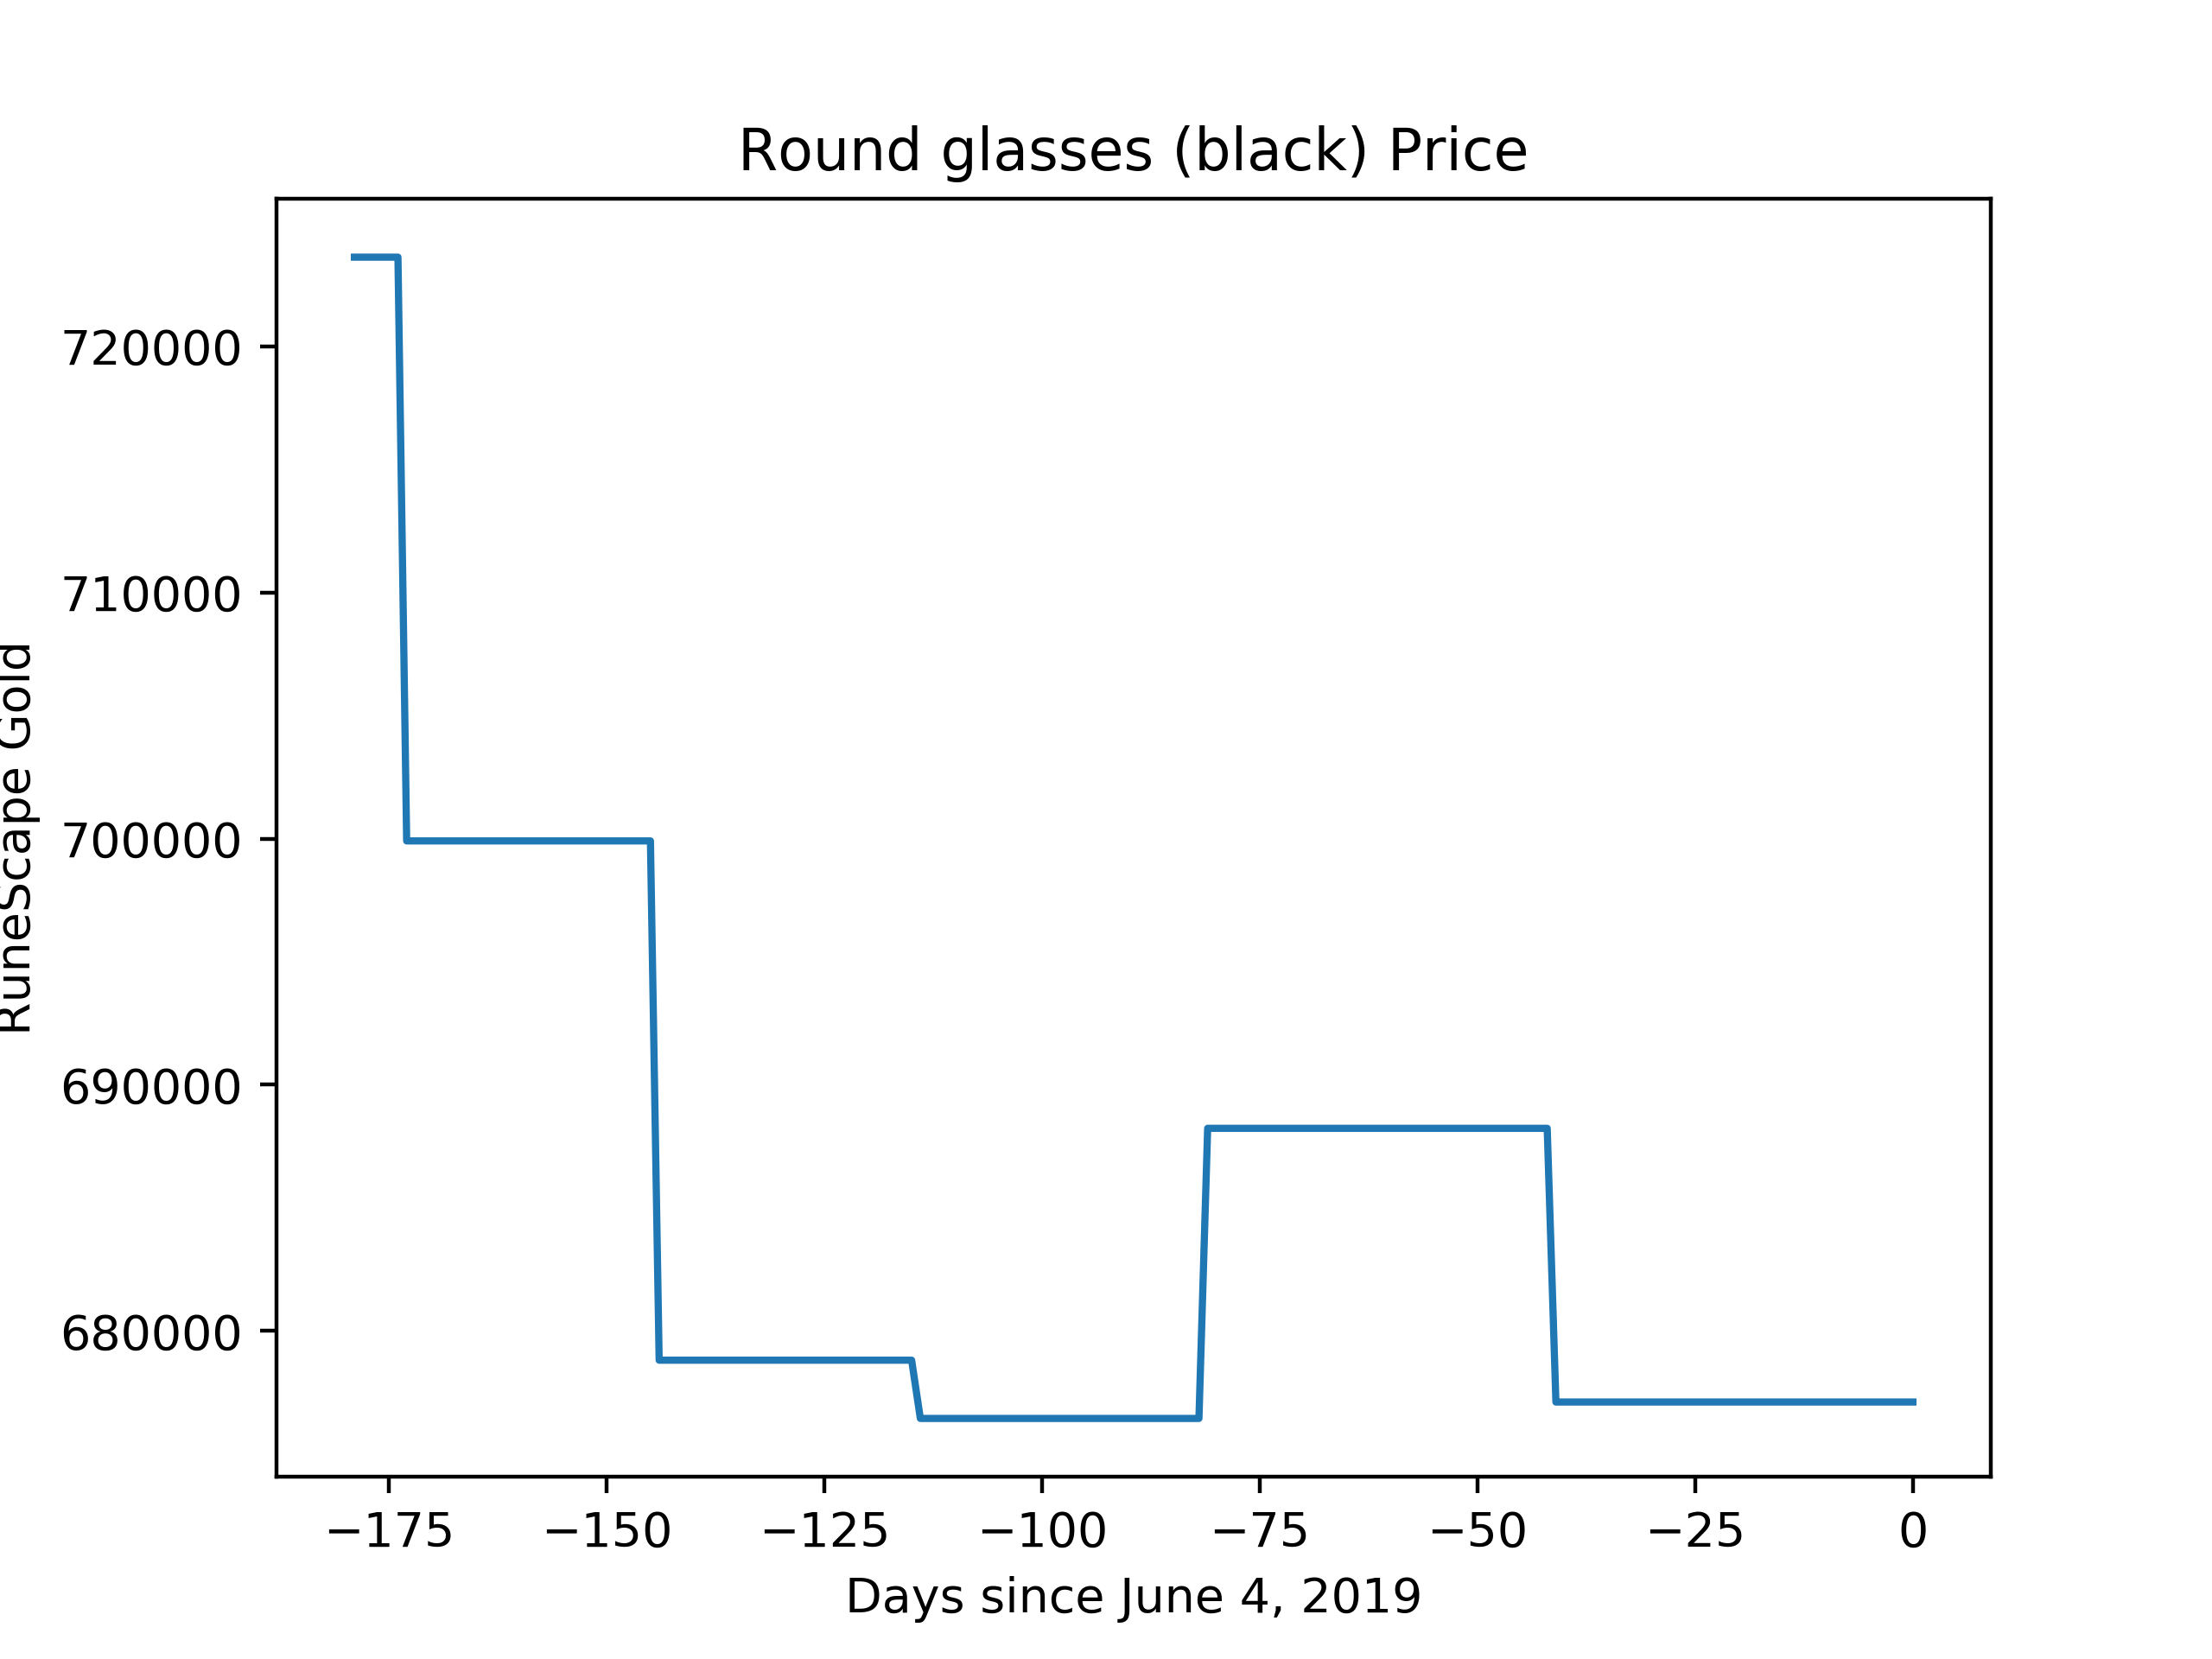 Round glasses (black) Price
RuneScape Gold
720000
710000
700000
690000
680000
−175 −150 −125 −100 −75 −50 −25 0
Days since June 4, 2019